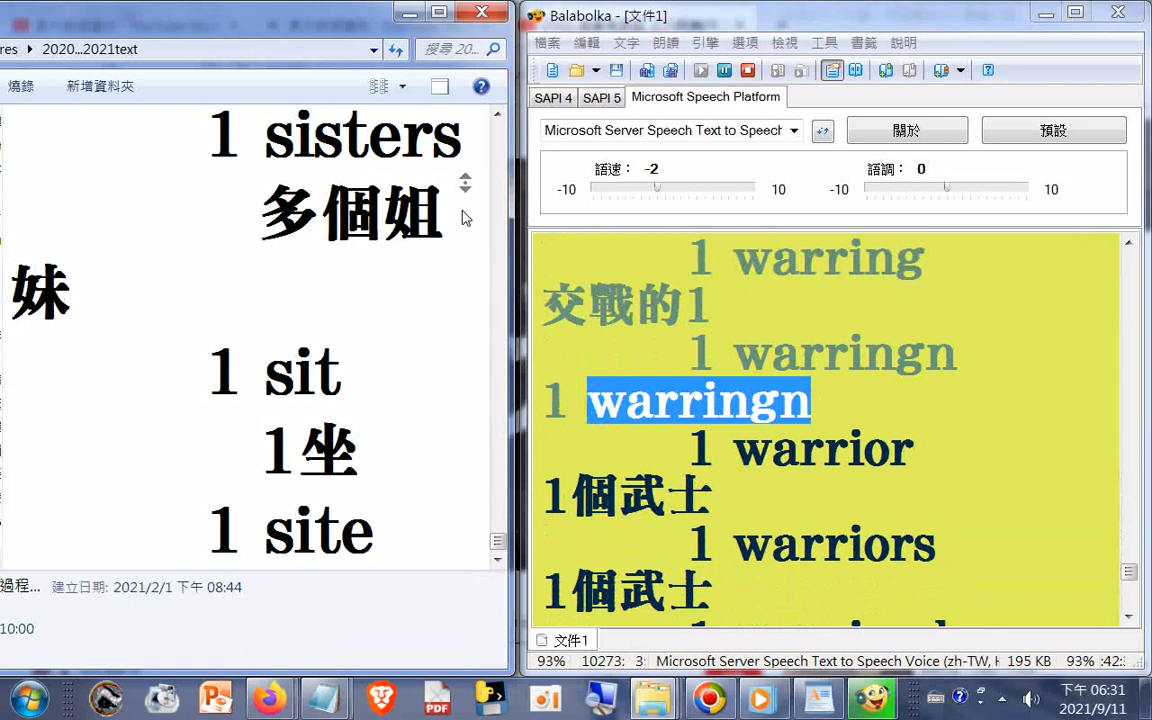 res ▸ 2020...2021text
搜尋 20...
燒錄 新增資料夾
1 sisters
多個姐
妹
1 sit
1坐
1 site
過程... 建立日期: 2021/2/1 下午 08:44
10:00
Balabolka - [文件1]
檔案 編輯 文字 朗讀 引擎 選項 檢視 工具 書籤 說明
SAPI 4 SAPI 5 Microsoft Speech Platform
Microsoft Server Speech Text to Speech 關於 預設
語速： -2 語調： 0
-10 10 -10 10
1 warring
交戰的1
1 warringn
1 warringn
1 warrior
1個武士
1 warriors
1個武士
文件1
93% 10273: 3 Microsoft Server Speech Text to Speech Voice (zh-TW, H 195 KB 93% :42:
PDF
下午 06:31
2021/9/11